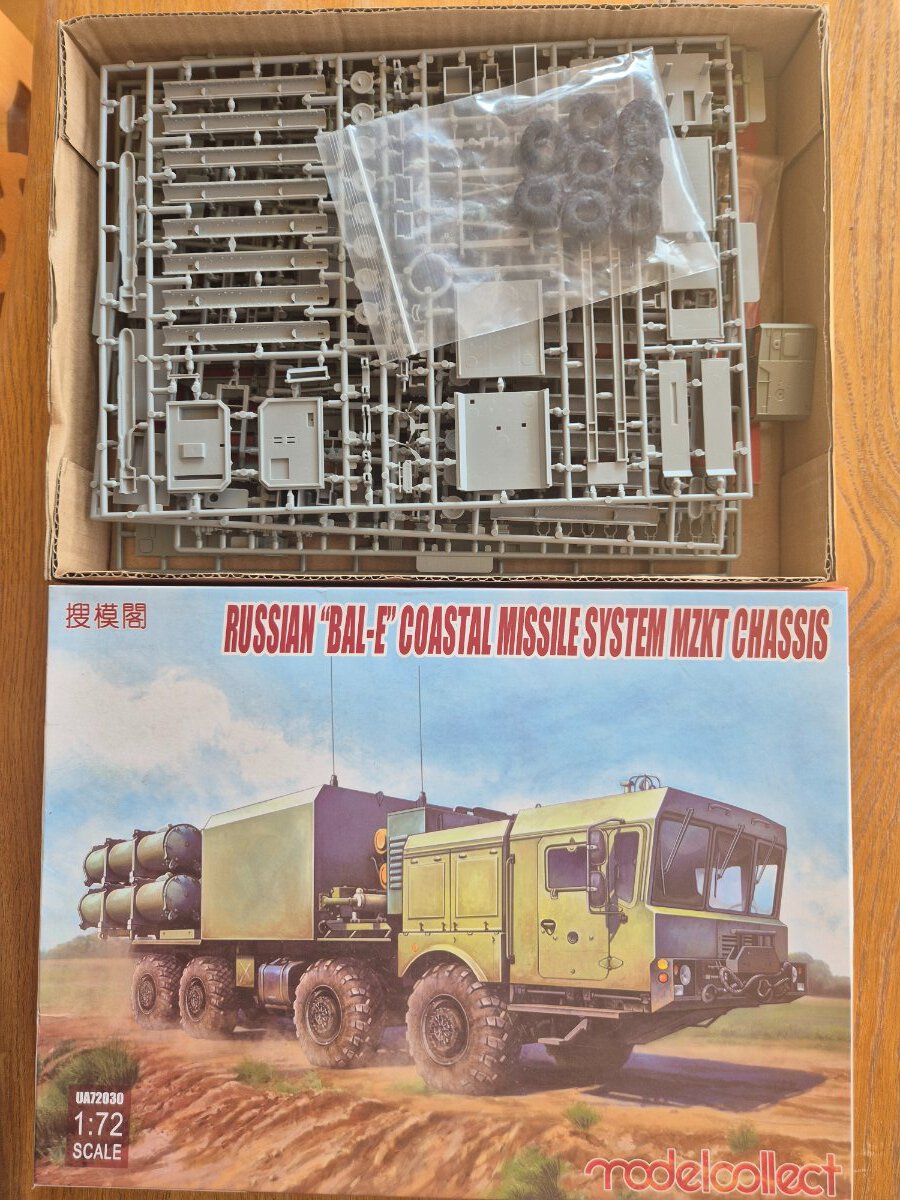 搜模閣
RUSSIAN "BAL-E" COASTAL MISSILE SYSTEM MZKT CHASSIS
UA72030
1:72
SCALE
modelcollect